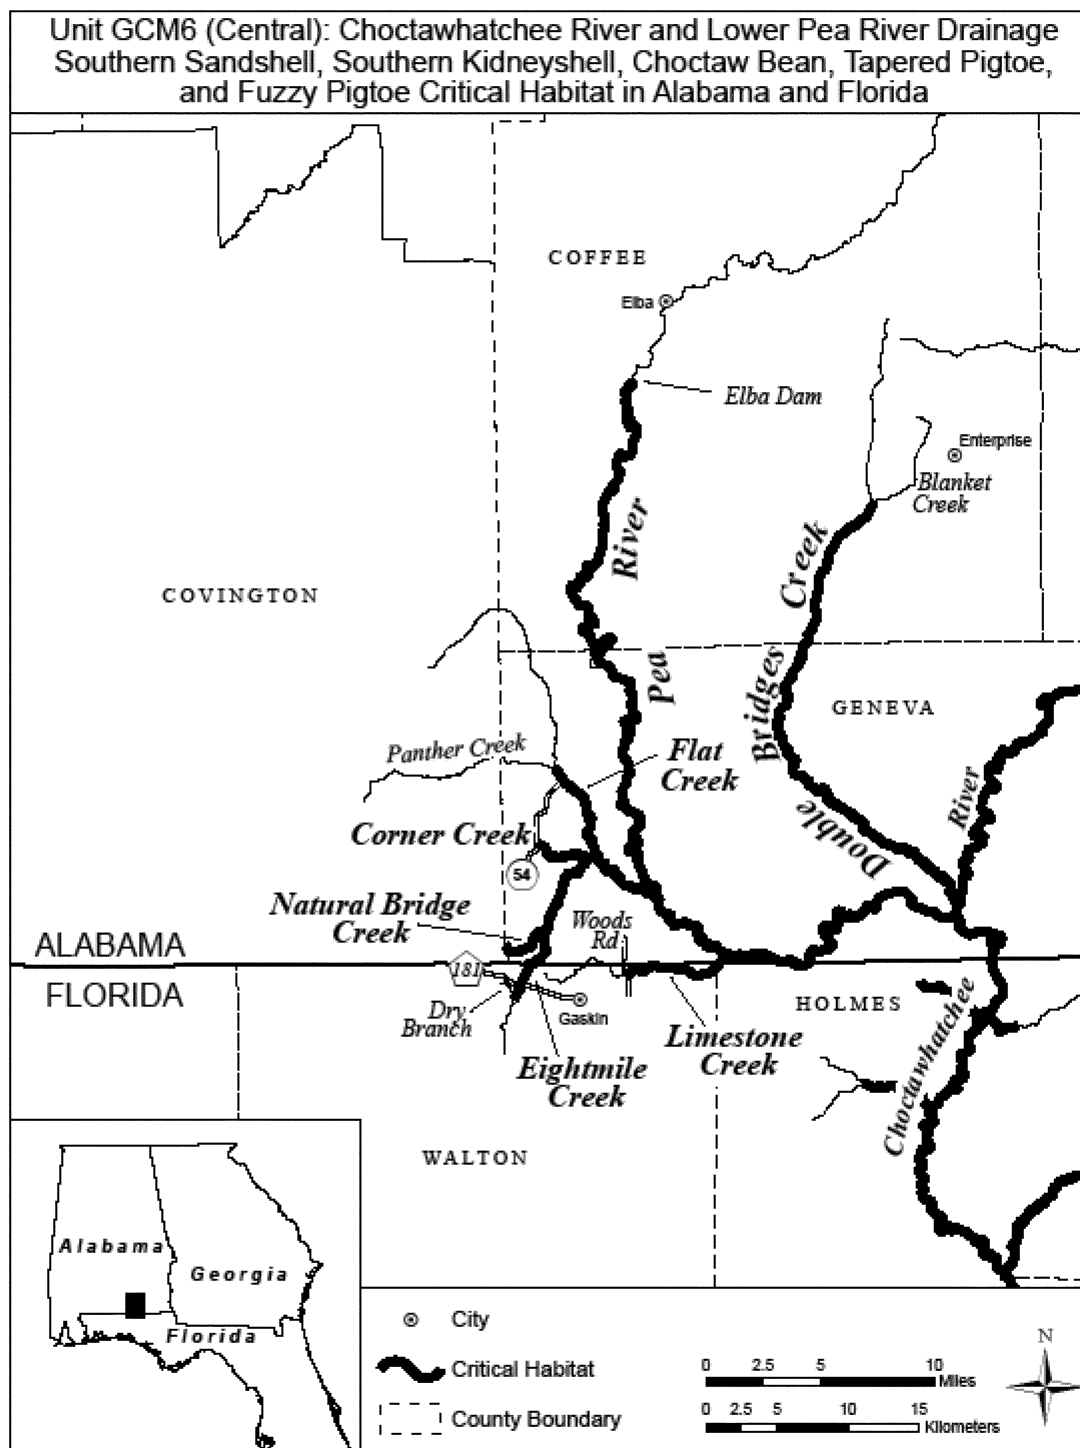 Unit GCM6 (Central): Choctawhatchee River and Lower Pea River Drainage
Southern Sandshell, Southern Kidneyshell, Choctaw Bean, Tapered Pigtoe,
and Fuzzy Pigtoe Critical Habitat in Alabama and Florida
COFFEE
Elba
Elba Dam
Enterprise
Blanket
Creek
River
Creek
COVINGTON
Pea
Bridges
GENEVA
Panther Creek
Flat
Creek
River
Double
Corner Creek
54
Natural Bridge
Creek
Woods
Rd
ALABAMA
181
FLORIDA
Dry
Branch
Gaskin
HOLMES
Choctawhatchee
Limestone
Creek
Eightmile
Creek
WALTON
Alabama
Georgia
Florida
City
Critical Habitat
County Boundary
0 2.5 5 10
Miles
0 2.5 5 10 15
Kilometers
N